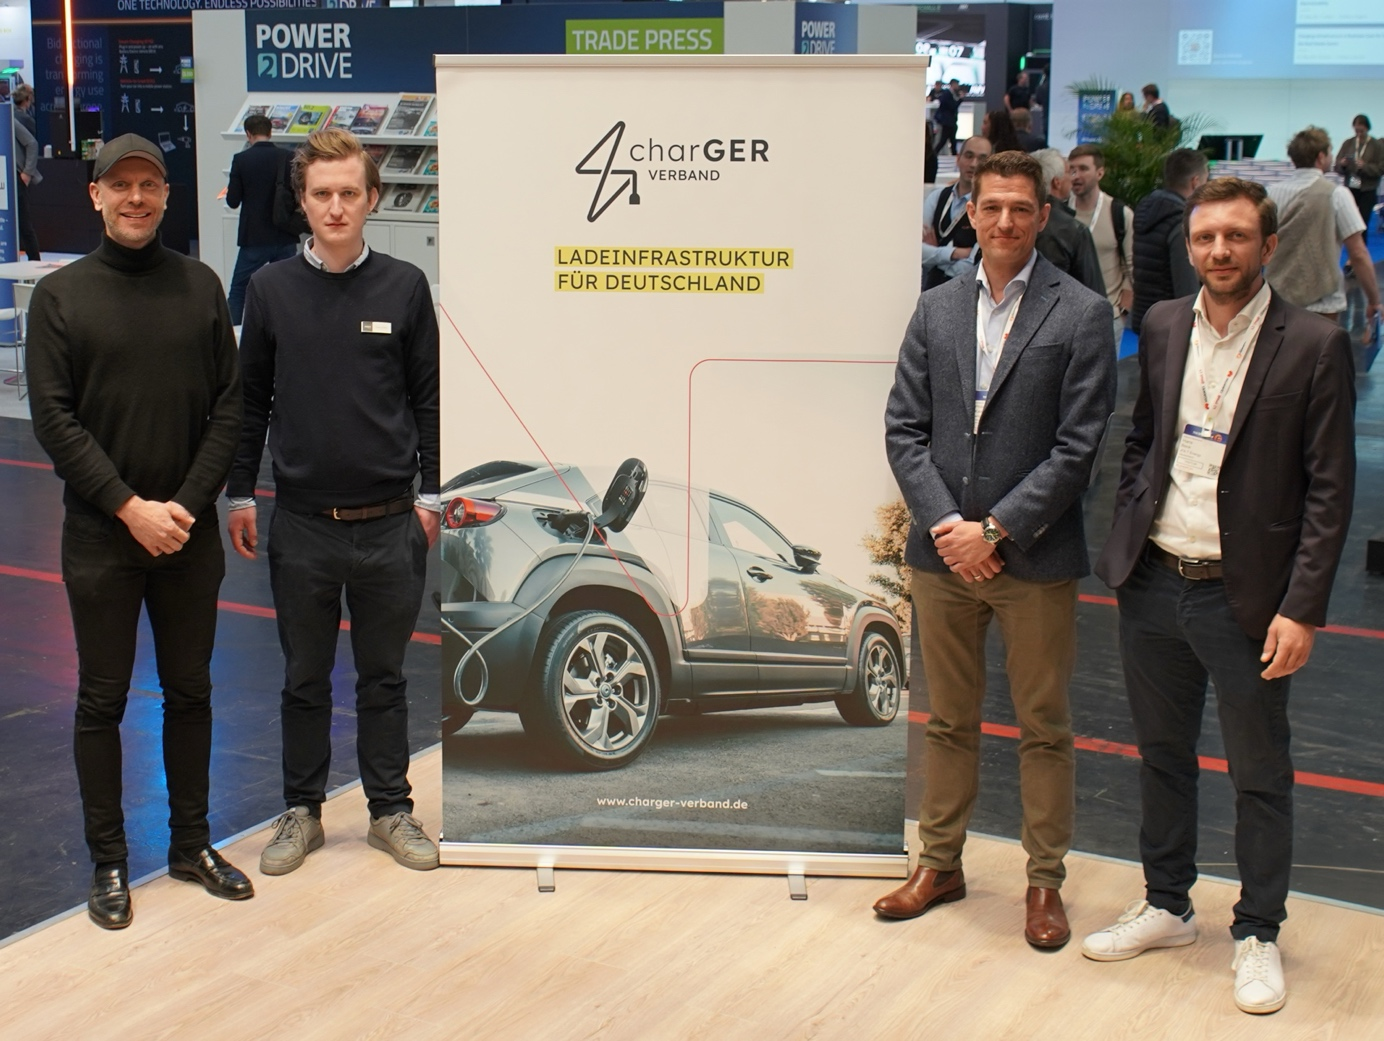 ONE TECHNOLOGY. ENDLESS POSSIBILITIES
POWER
2DRIVE
TRADE PRESS
POWER
2DRIVE
charGER
VERBAND
LADEINFRASTRUKTUR
FÜR DEUTSCHLAND
www.charger-verband.de